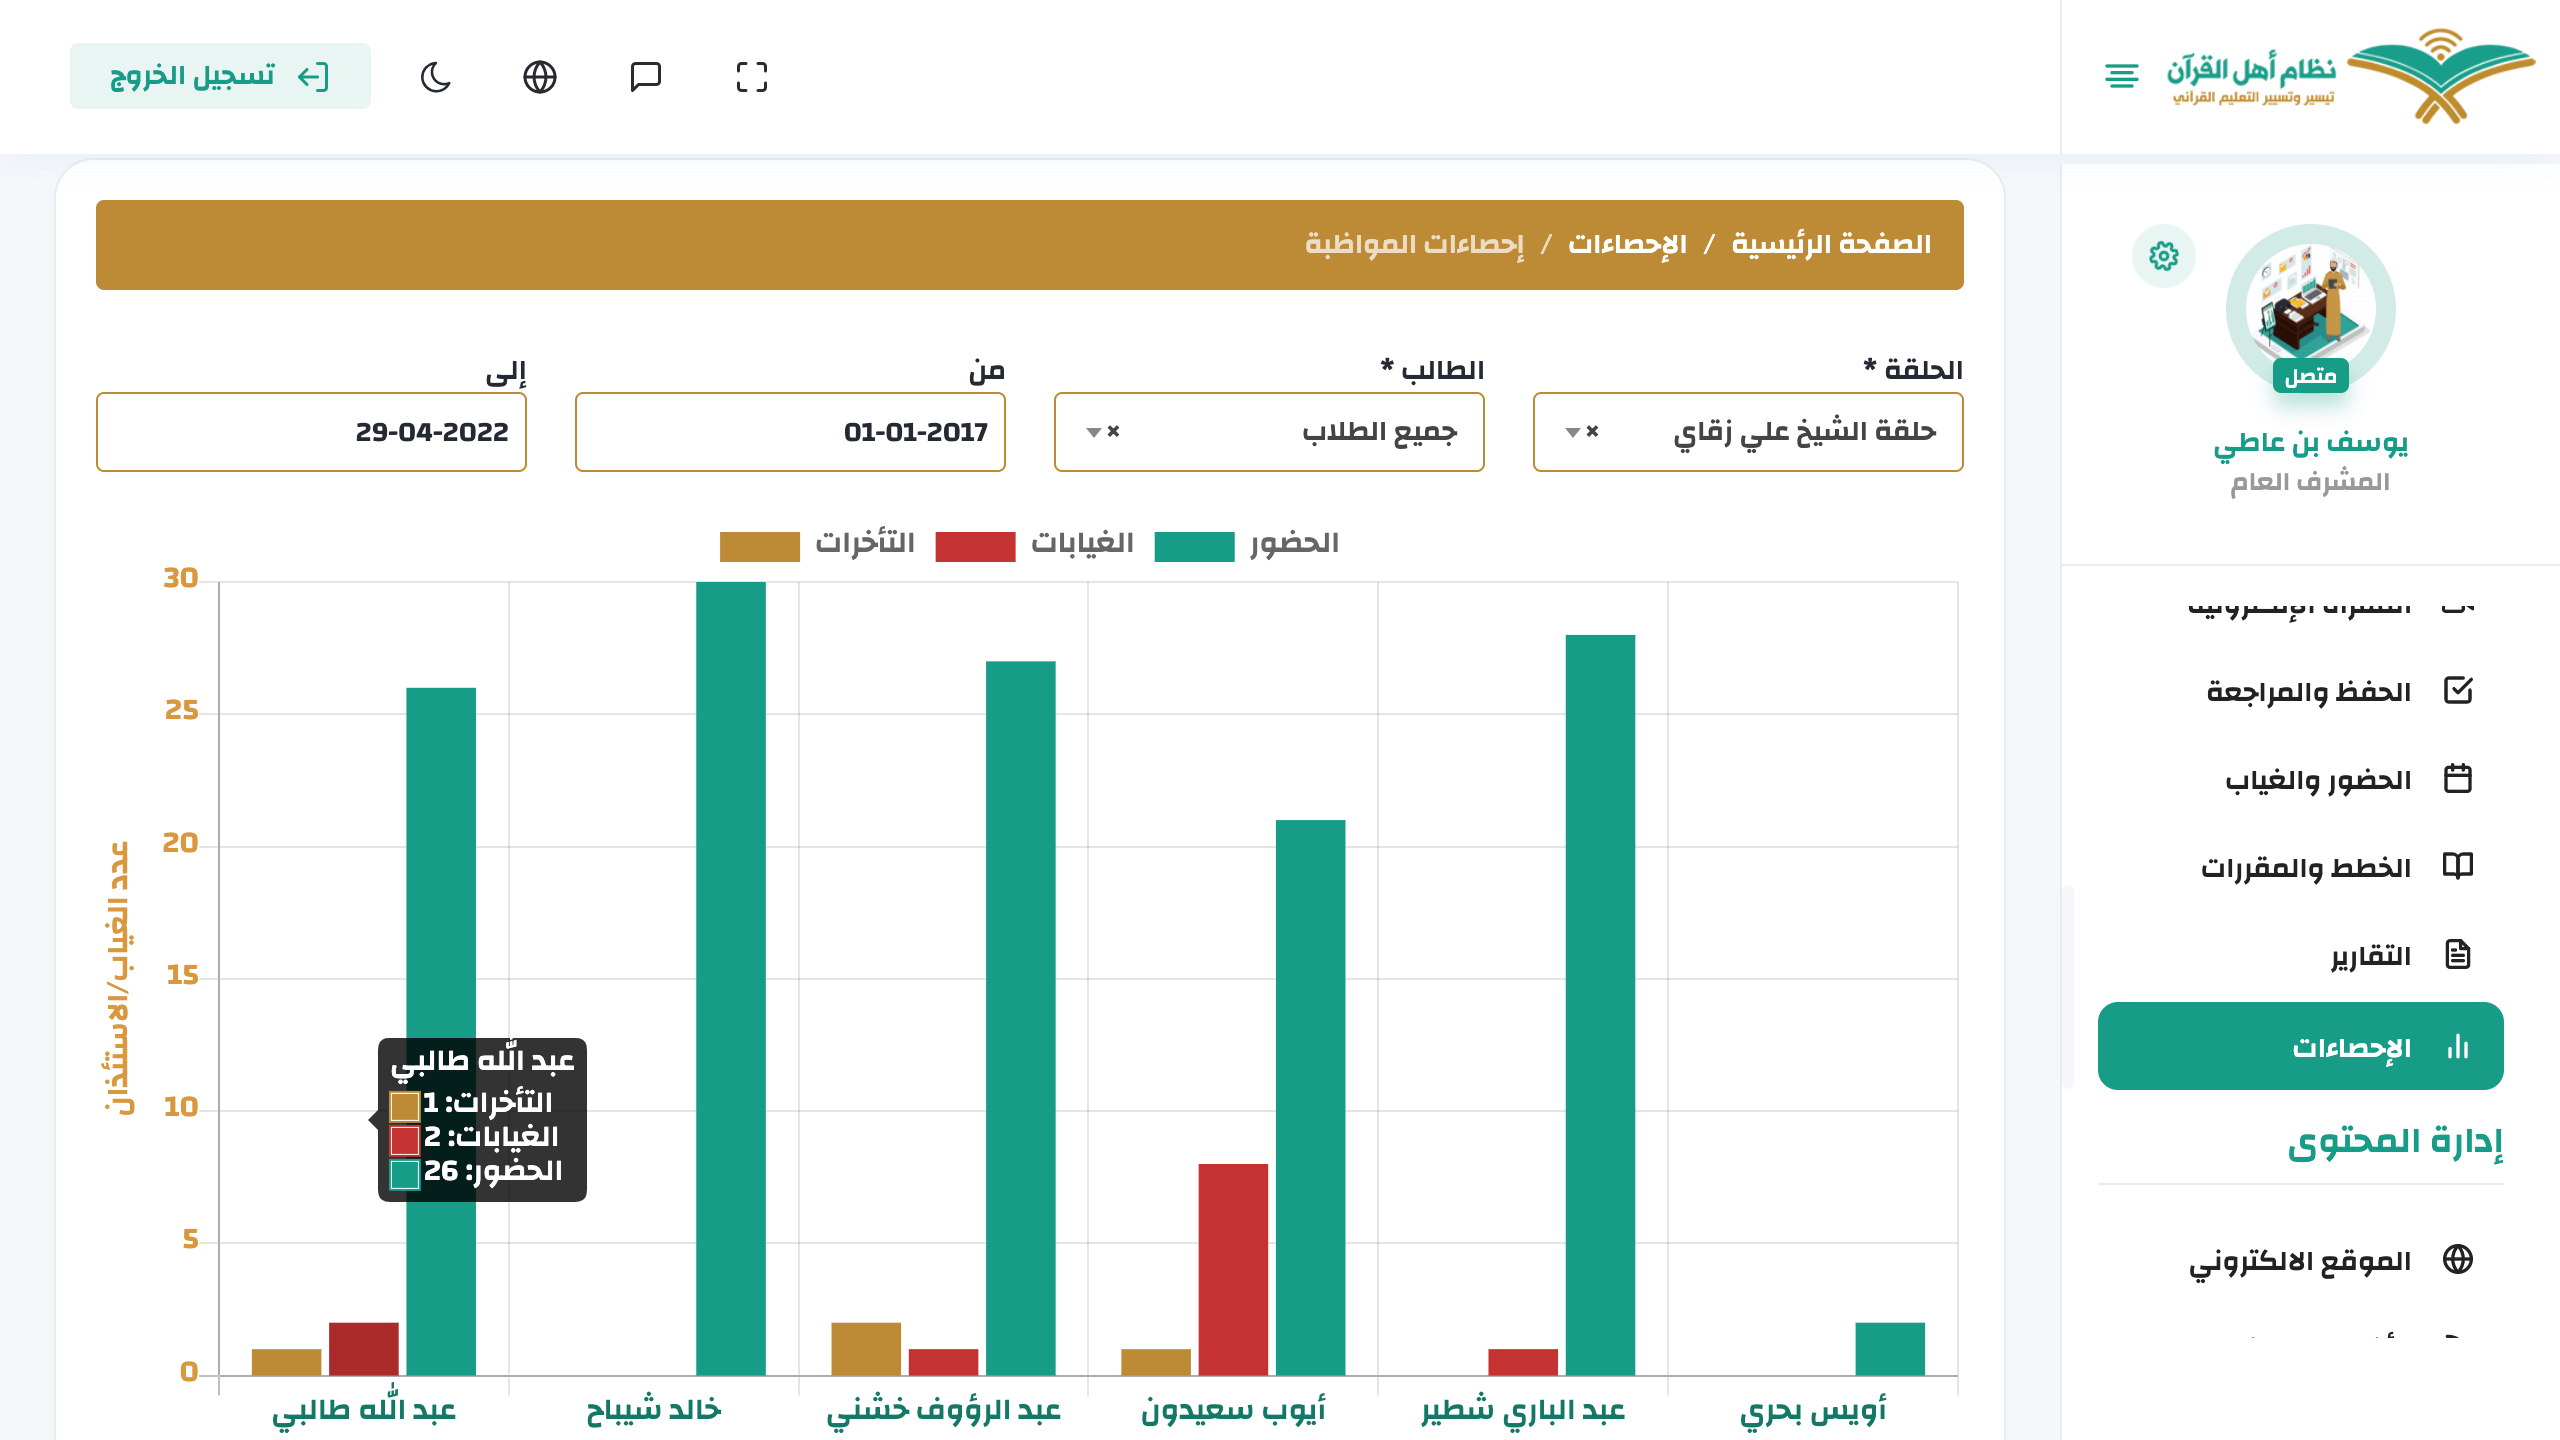 نظام أهل القرآن
تيسير وتسيير التعليم القرآني
تسجيل الخروج
متصل
يوسف بن عاطي
المشرف العام
الحفظ والمراجعة
الحضور والغياب
الخطط والمقررات
التقارير
الإحصاءات
إدارة المحتوى
الموقع الالكتروني
الصفحة الرئيسية / الإحصاءات / إحصاءات المواظبة
الحلقة * الطالب * من إلى
حلقة الشيخ علي زقاي × جميع الطلاب × 01-01-2017 29-04-2022
الحضور الغيابات التأخرات
عدد الغياب/الاستئذان
30
25
20
15
10
5
0
عبد الله طالبي
التأخرات: 1
الغيابات: 2
الحضور: 26
أويس بحري عبد الباري شطير أيوب سعيدون عبد الرؤوف خشني خالد شيباح عبد الله طالبي